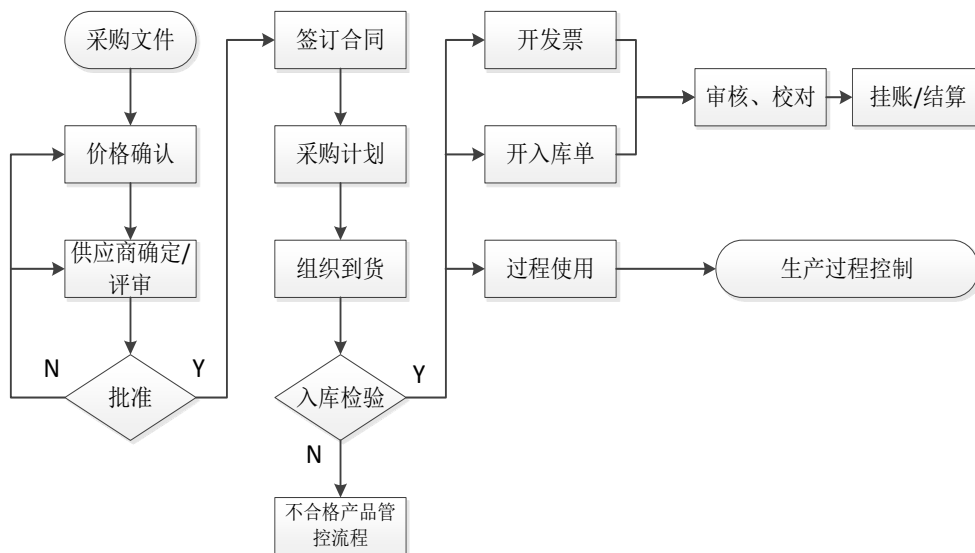 采购文件
价格确认
供应商确定/
评审
N
Y
批准
签订合同
采购计划
组织到货
入库检验
Y
N
不合格产品管
控流程
开发票
开入库单
过程使用
审核、校对
挂账/结算
生产过程控制